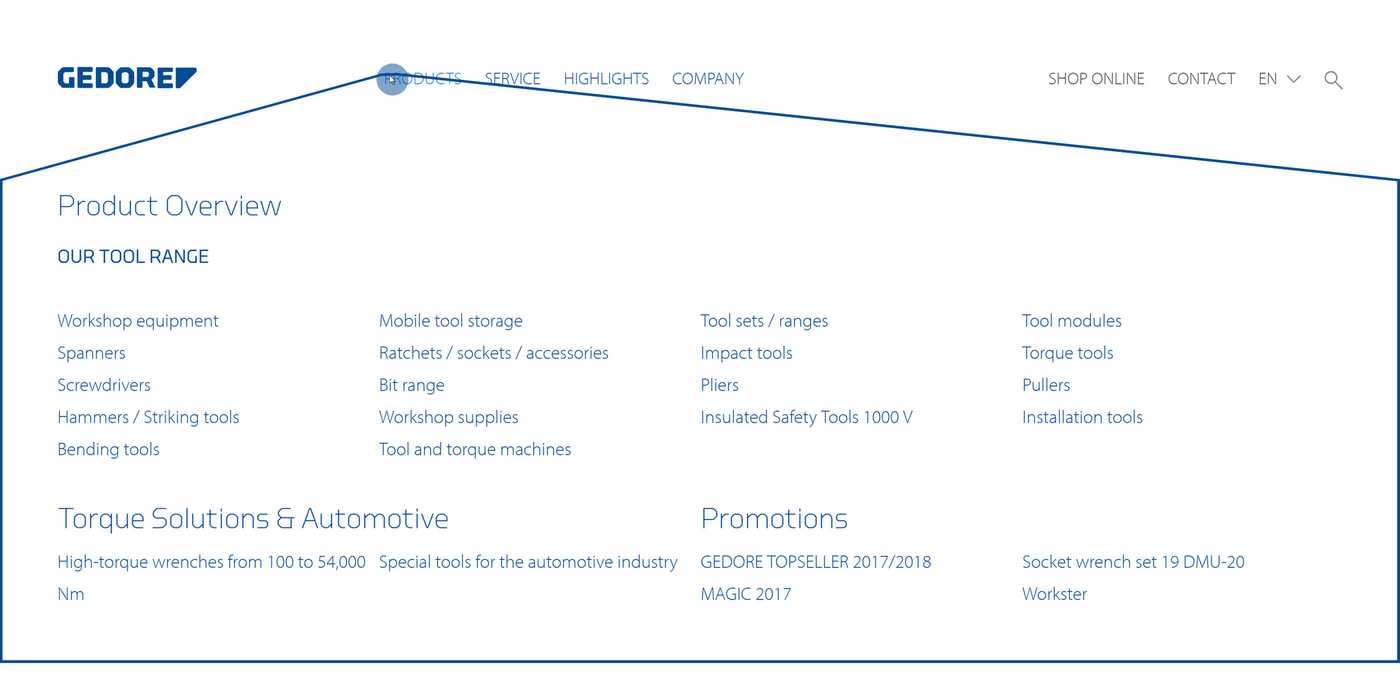 GEDORE
PRODUCTS SERVICE HIGHLIGHTS COMPANY SHOP ONLINE CONTACT EN
Product Overview
OUR TOOL RANGE
Workshop equipment Mobile tool storage Tool sets / ranges Tool modules
Spanners Ratchets / sockets / accessories Impact tools Torque tools
Screwdrivers Bit range Pliers Pullers
Hammers / Striking tools Workshop supplies Insulated Safety Tools 1000 V Installation tools
Bending tools Tool and torque machines
Torque Solutions & Automotive Promotions
High-torque wrenches from 100 to 54,000 Special tools for the automotive industry GEDORE TOPSELLER 2017/2018 Socket wrench set 19 DMU-20
Nm MAGIC 2017 Workster